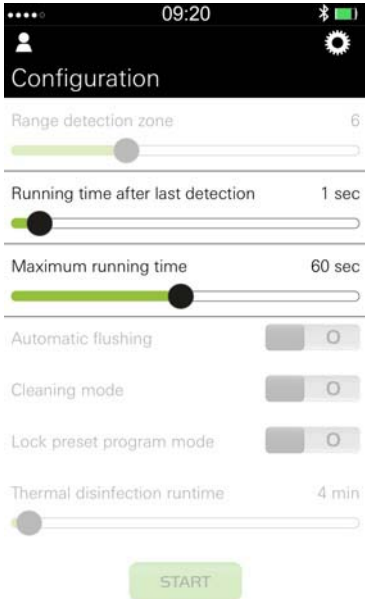 09:20
Configuration
Range detection zone 6
Running time after last detection 1 sec
Maximum running time 60 sec
Automatic flushing O
Cleaning mode O
Lock preset program mode O
Thermal disinfection runtime 4 min
START